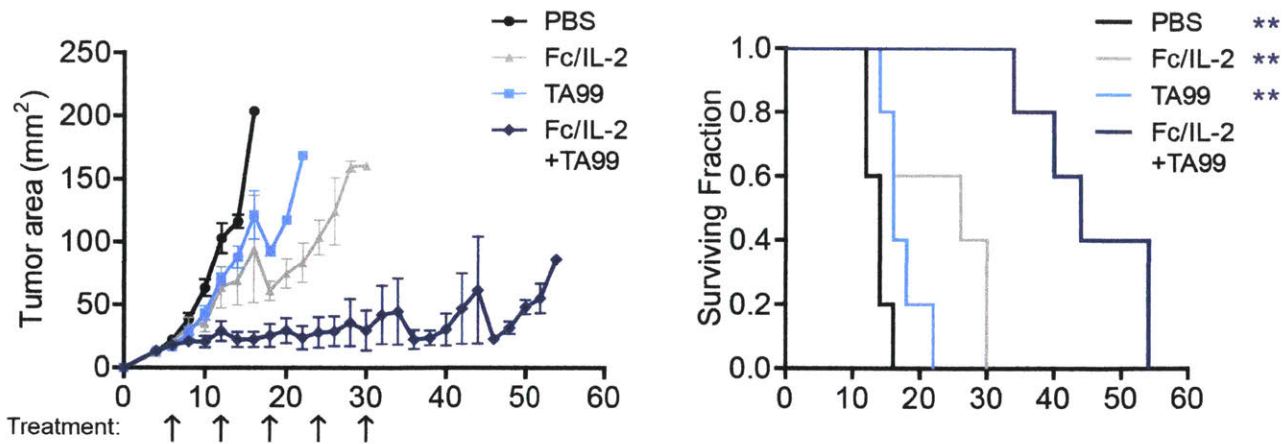 PBS
Fc/IL-2
TA99
Fc/IL-2
+TA99
Tumor area (mm²)
250
200
150
100
50
0
0 10 20 30 40 50 60
Treatment: ↑ ↑ ↑ ↑ ↑
PBS **
Fc/IL-2 **
TA99 **
Fc/IL-2
+TA99
Surviving Fraction
1.0
0.8
0.6
0.4
0.2
0.0
0 10 20 30 40 50 60